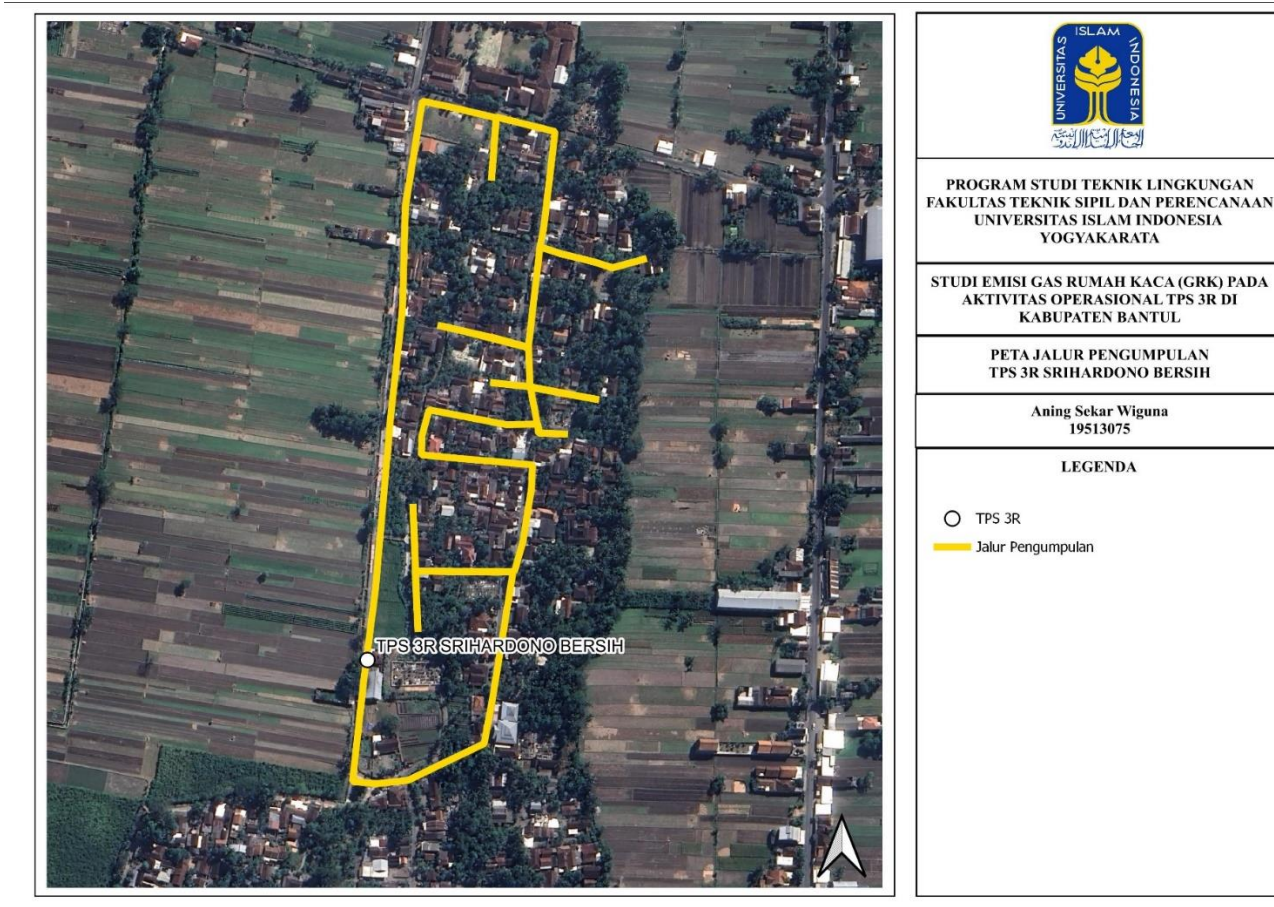 TPS 3R SRIHARDONO BERSIH
UNIVERSITAS ISLAM INDONESIA
PROGRAM STUDI TEKNIK LINGKUNGAN
FAKULTAS TEKNIK SIPIL DAN PERENCANAAN
UNIVERSITAS ISLAM INDONESIA
YOGYAKARATA
STUDI EMISI GAS RUMAH KACA (GRK) PADA
AKTIVITAS OPERASIONAL TPS 3R DI
KABUPATEN BANTUL
PETA JALUR PENGUMPULAN
TPS 3R SRIHARDONO BERSIH
Aning Sekar Wiguna
19513075
LEGENDA
TPS 3R
Jalur Pengumpulan